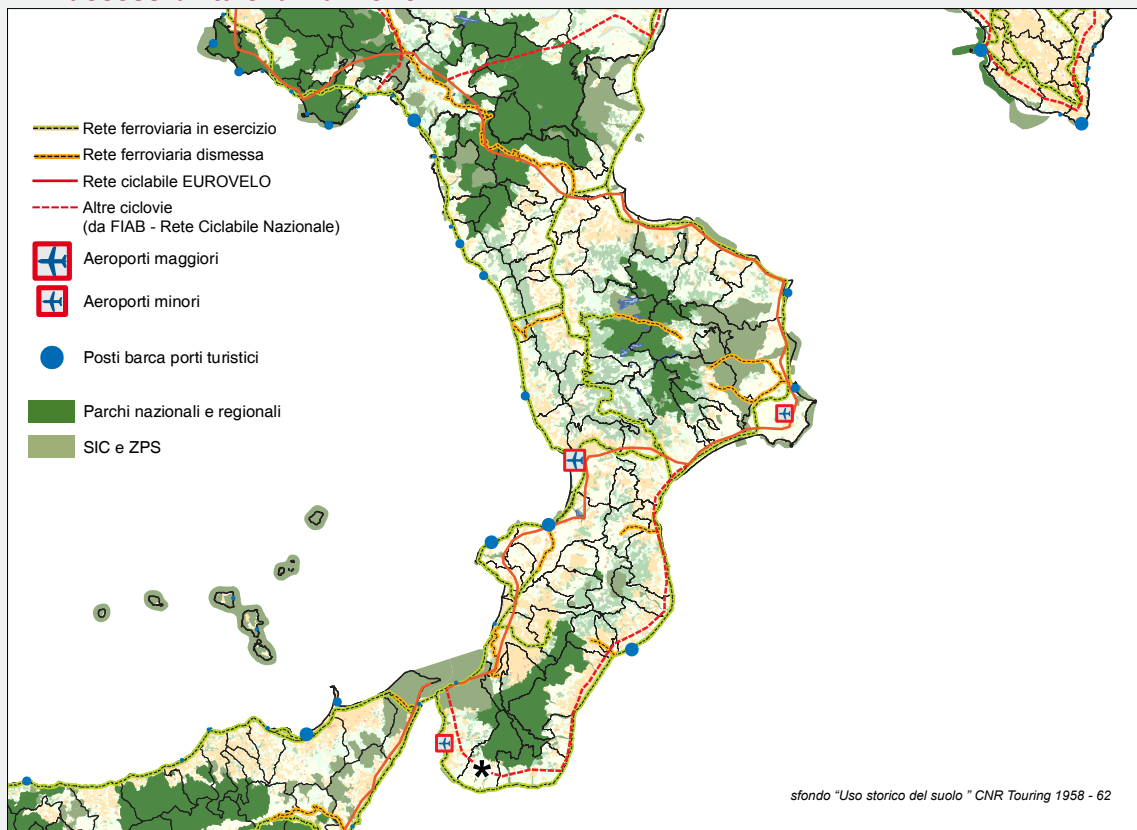 Rete ferroviaria in esercizio
Rete ferroviaria dismessa
Rete ciclabile EUROVELO
Altre ciclovie
(da FIAB - Rete Ciclabile Nazionale)
Aeroporti maggiori
Aeroporti minori
Posti barca porti turistici
Parchi nazionali e regionali
SIC e ZPS
*
sfondo “Uso storico del suolo ” CNR Touring 1958 - 62